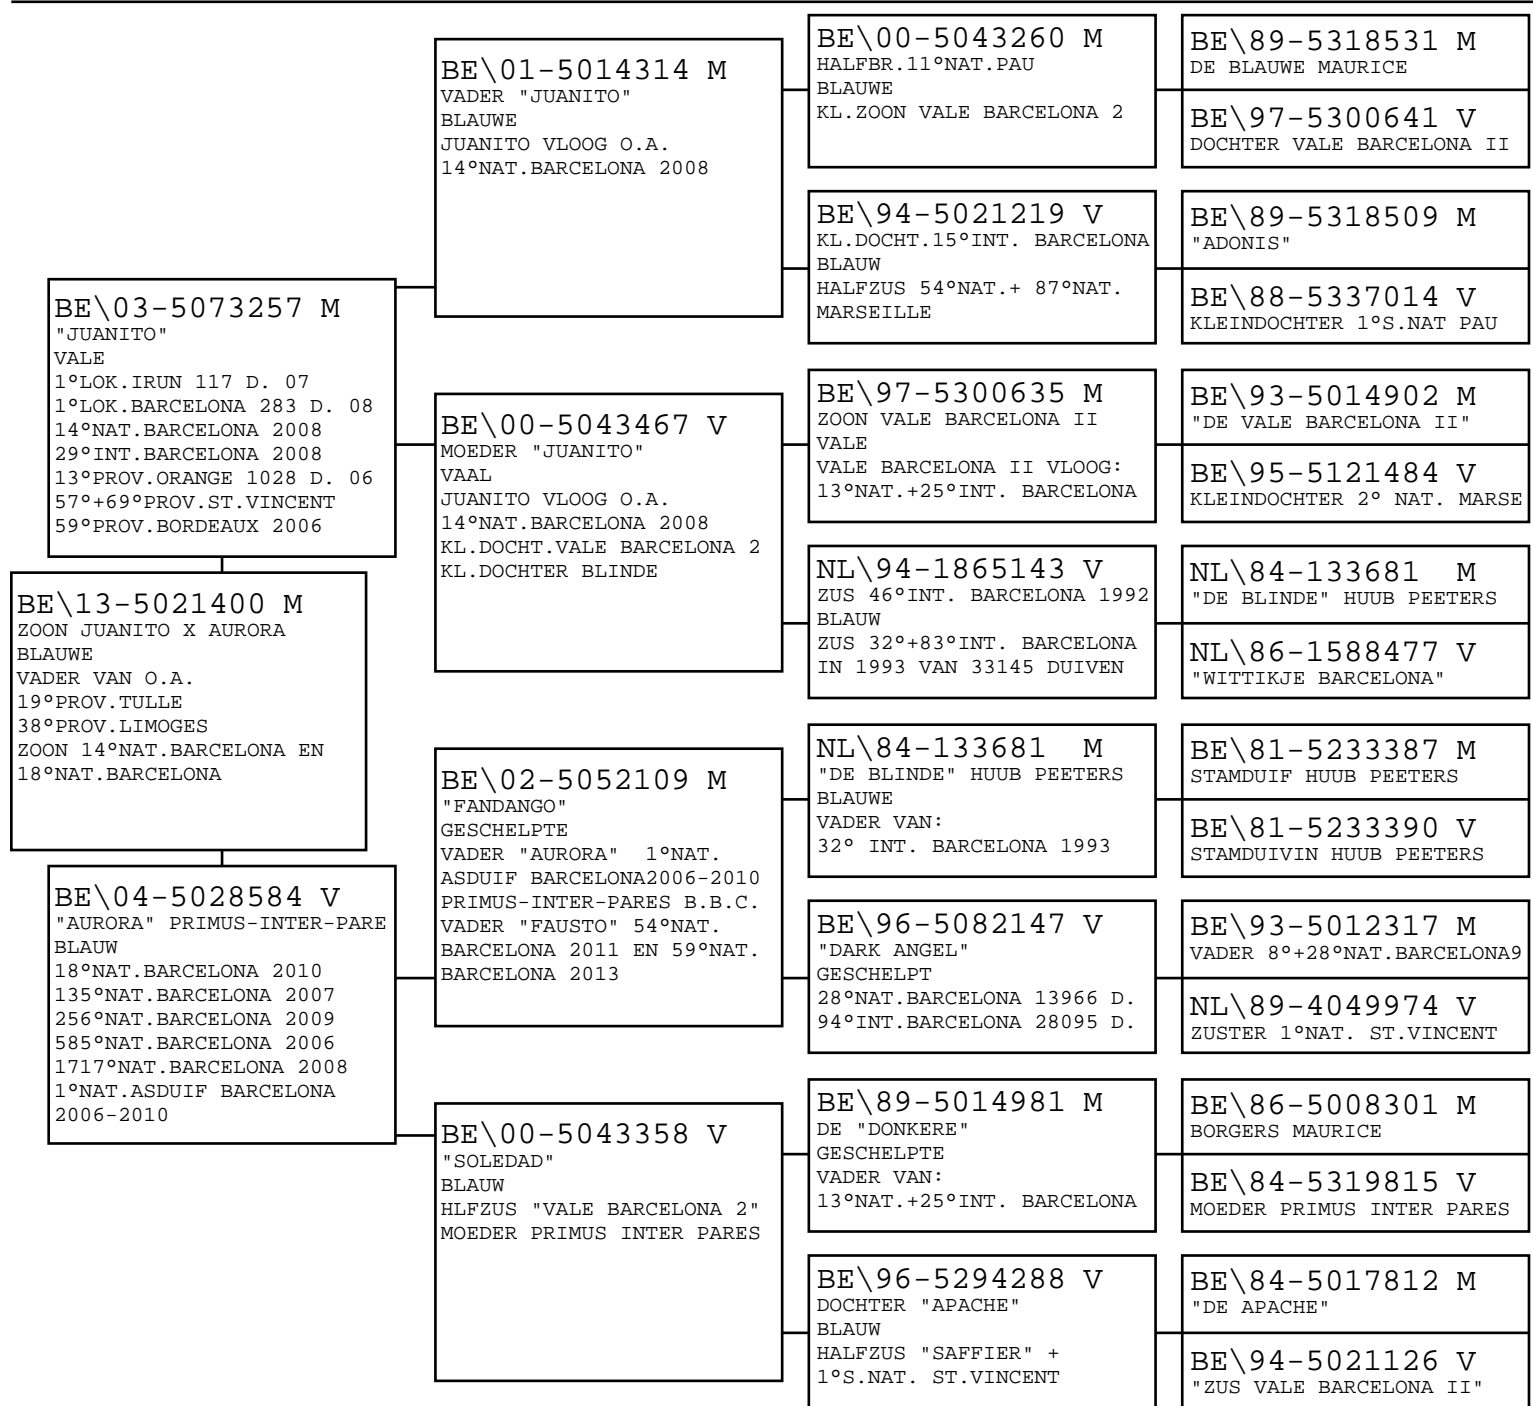 BE\13-5021400 M
ZOON JUANITO X AURORA
BLAUWE
VADER VAN O.A.
19°PROV.TULLE
38°PROV.LIMOGES
ZOON 14°NAT.BARCELONA EN
18°NAT.BARCELONA
BE\03-5073257 M
"JUANITO"
VALE
1°LOK.IRUN 117 D. 07
1°LOK.BARCELONA 283 D. 08
14°NAT.BARCELONA 2008
29°INT.BARCELONA 2008
13°PROV.ORANGE 1028 D. 06
57°+69°PROV.ST.VINCENT
59°PROV.BORDEAUX 2006
BE\04-5028584 V
"AURORA" PRIMUS-INTER-PARE
BLAUW
18°NAT.BARCELONA 2010
135°NAT.BARCELONA 2007
256°NAT.BARCELONA 2009
585°NAT.BARCELONA 2006
1717°NAT.BARCELONA 2008
1°NAT.ASDUIF BARCELONA
2006-2010
BE\01-5014314 M
VADER "JUANITO"
BLAUWE
JUANITO VLOOG O.A.
14°NAT.BARCELONA 2008
BE\00-5043467 V
MOEDER "JUANITO"
VAAL
JUANITO VLOOG O.A.
14°NAT.BARCELONA 2008
KL.DOCHT.VALE BARCELONA 2
KL.DOCHTER BLINDE
BE\02-5052109 M
"FANDANGO"
GESCHELPTE
VADER "AURORA"  1°NAT.
ASDUIF BARCELONA2006-2010
PRIMUS-INTER-PARES B.B.C.
VADER "FAUSTO" 54°NAT.
BARCELONA 2011 EN 59°NAT.
BARCELONA 2013
BE\00-5043358 V
"SOLEDAD"
BLAUW
HLFZUS "VALE BARCELONA 2"
MOEDER PRIMUS INTER PARES
BE\00-5043260 M
HALFBR.11°NAT.PAU
BLAUWE
KL.ZOON VALE BARCELONA 2
BE\94-5021219 V
KL.DOCHT.15°INT. BARCELONA
BLAUW
HALFZUS 54°NAT.+ 87°NAT.
MARSEILLE
BE\97-5300635 M
ZOON VALE BARCELONA II
VALE
VALE BARCELONA II VLOOG:
13°NAT.+25°INT. BARCELONA
NL\94-1865143 V
ZUS 46°INT. BARCELONA 1992
BLAUW
ZUS 32°+83°INT. BARCELONA
IN 1993 VAN 33145 DUIVEN
NL\84-133681  M
"DE BLINDE" HUUB PEETERS
BLAUWE
VADER VAN:
32° INT. BARCELONA 1993
BE\96-5082147 V
"DARK ANGEL"
GESCHELPT
28°NAT.BARCELONA 13966 D.
94°INT.BARCELONA 28095 D.
BE\89-5014981 M
DE "DONKERE"
GESCHELPTE
VADER VAN:
13°NAT.+25°INT. BARCELONA
BE\96-5294288 V
DOCHTER "APACHE"
BLAUW
HALFZUS "SAFFIER" +
1°S.NAT. ST.VINCENT
BE\89-5318531 M
DE BLAUWE MAURICE
BE\97-5300641 V
DOCHTER VALE BARCELONA II
BE\89-5318509 M
"ADONIS"
BE\88-5337014 V
KLEINDOCHTER 1°S.NAT PAU
BE\93-5014902 M
"DE VALE BARCELONA II"
BE\95-5121484 V
KLEINDOCHTER 2° NAT. MARSE
NL\84-133681  M
"DE BLINDE" HUUB PEETERS
NL\86-1588477 V
"WITTIKJE BARCELONA"
BE\81-5233387 M
STAMDUIF HUUB PEETERS
BE\81-5233390 V
STAMDUIVIN HUUB PEETERS
BE\93-5012317 M
VADER 8°+28°NAT.BARCELONA9
NL\89-4049974 V
ZUSTER 1°NAT. ST.VINCENT
BE\86-5008301 M
BORGERS MAURICE
BE\84-5319815 V
MOEDER PRIMUS INTER PARES
BE\84-5017812 M
"DE APACHE"
BE\94-5021126 V
"ZUS VALE BARCELONA II"